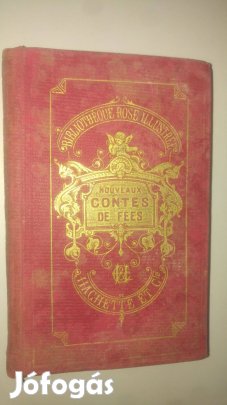 BIBLIOTHÈQUE ROSE ILLUSTRÉE
NOUVEAUX
CONTES
DE FÉES
HACHETTE ET Cie
Jófogás